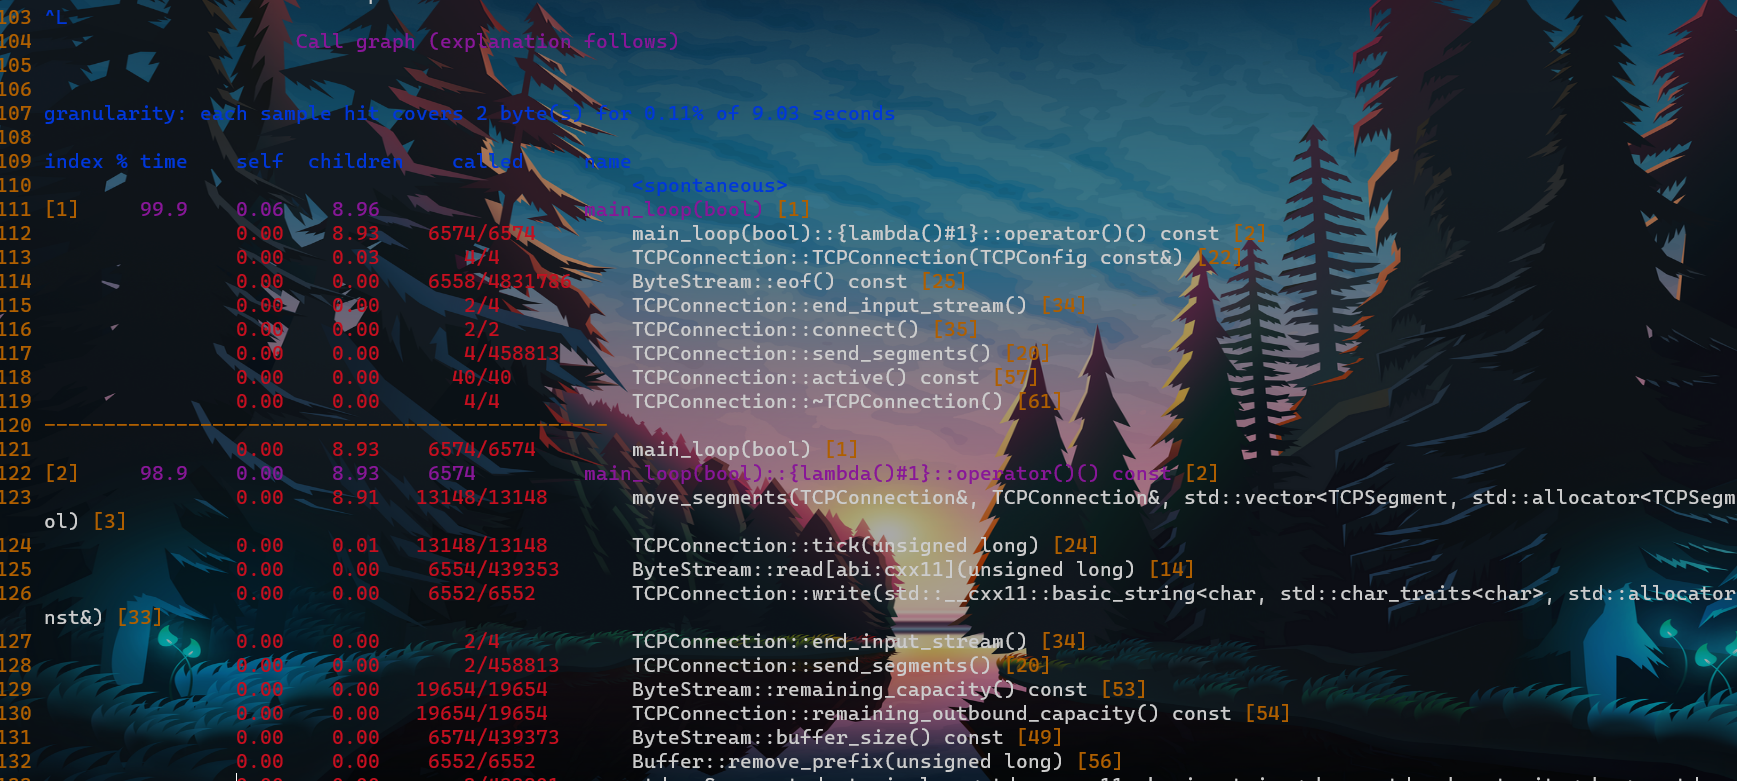 103 ^L
104 Call graph (explanation follows)
105
106
107 granularity: each sample hit covers 2 byte(s) for 0.11% of 9.03 seconds
108
109 index % time self children called name
110 <spontaneous>
111 [1] 99.9 0.06 8.96 main_loop(bool) [1]
112 0.00 8.93 6574/6574 main_loop(bool)::{lambda()#1}::operator()() const [2]
113 0.00 0.03 4/4 TCPConnection::TCPConnection(TCPConfig const&) [22]
114 0.00 0.00 6558/4831786 ByteStream::eof() const [25]
115 0.00 0.00 2/4 TCPConnection::end_input_stream() [34]
116 0.00 0.00 2/2 TCPConnection::connect() [35]
117 0.00 0.00 4/458813 TCPConnection::send_segments() [20]
118 0.00 0.00 40/40 TCPConnection::active() const [57]
119 0.00 0.00 4/4 TCPConnection::~TCPConnection() [61]
120 -----------------------------------------------
121 0.00 8.93 6574/6574 main_loop(bool) [1]
122 [2] 98.9 0.00 8.93 6574 main_loop(bool)::{lambda()#1}::operator()() const [2]
123 0.00 8.91 13148/13148 move_segments(TCPConnection&, TCPConnection&, std::vector<TCPSegment, std::allocator<TCPSegm
ol) [3]
124 0.00 0.01 13148/13148 TCPConnection::tick(unsigned long) [24]
125 0.00 0.00 6554/439353 ByteStream::read[abi:cxx11](unsigned long) [14]
126 0.00 0.00 6552/6552 TCPConnection::write(std::__cxx11::basic_string<char, std::char_traits<char>, std::allocator
nst&) [33]
127 0.00 0.00 2/4 TCPConnection::end_input_stream() [34]
128 0.00 0.00 2/458813 TCPConnection::send_segments() [20]
129 0.00 0.00 19654/19654 ByteStream::remaining_capacity() const [53]
130 0.00 0.00 19654/19654 TCPConnection::remaining_outbound_capacity() const [54]
131 0.00 0.00 6574/439373 ByteStream::buffer_size() const [49]
132 0.00 0.00 6552/6552 Buffer::remove_prefix(unsigned long) [56]